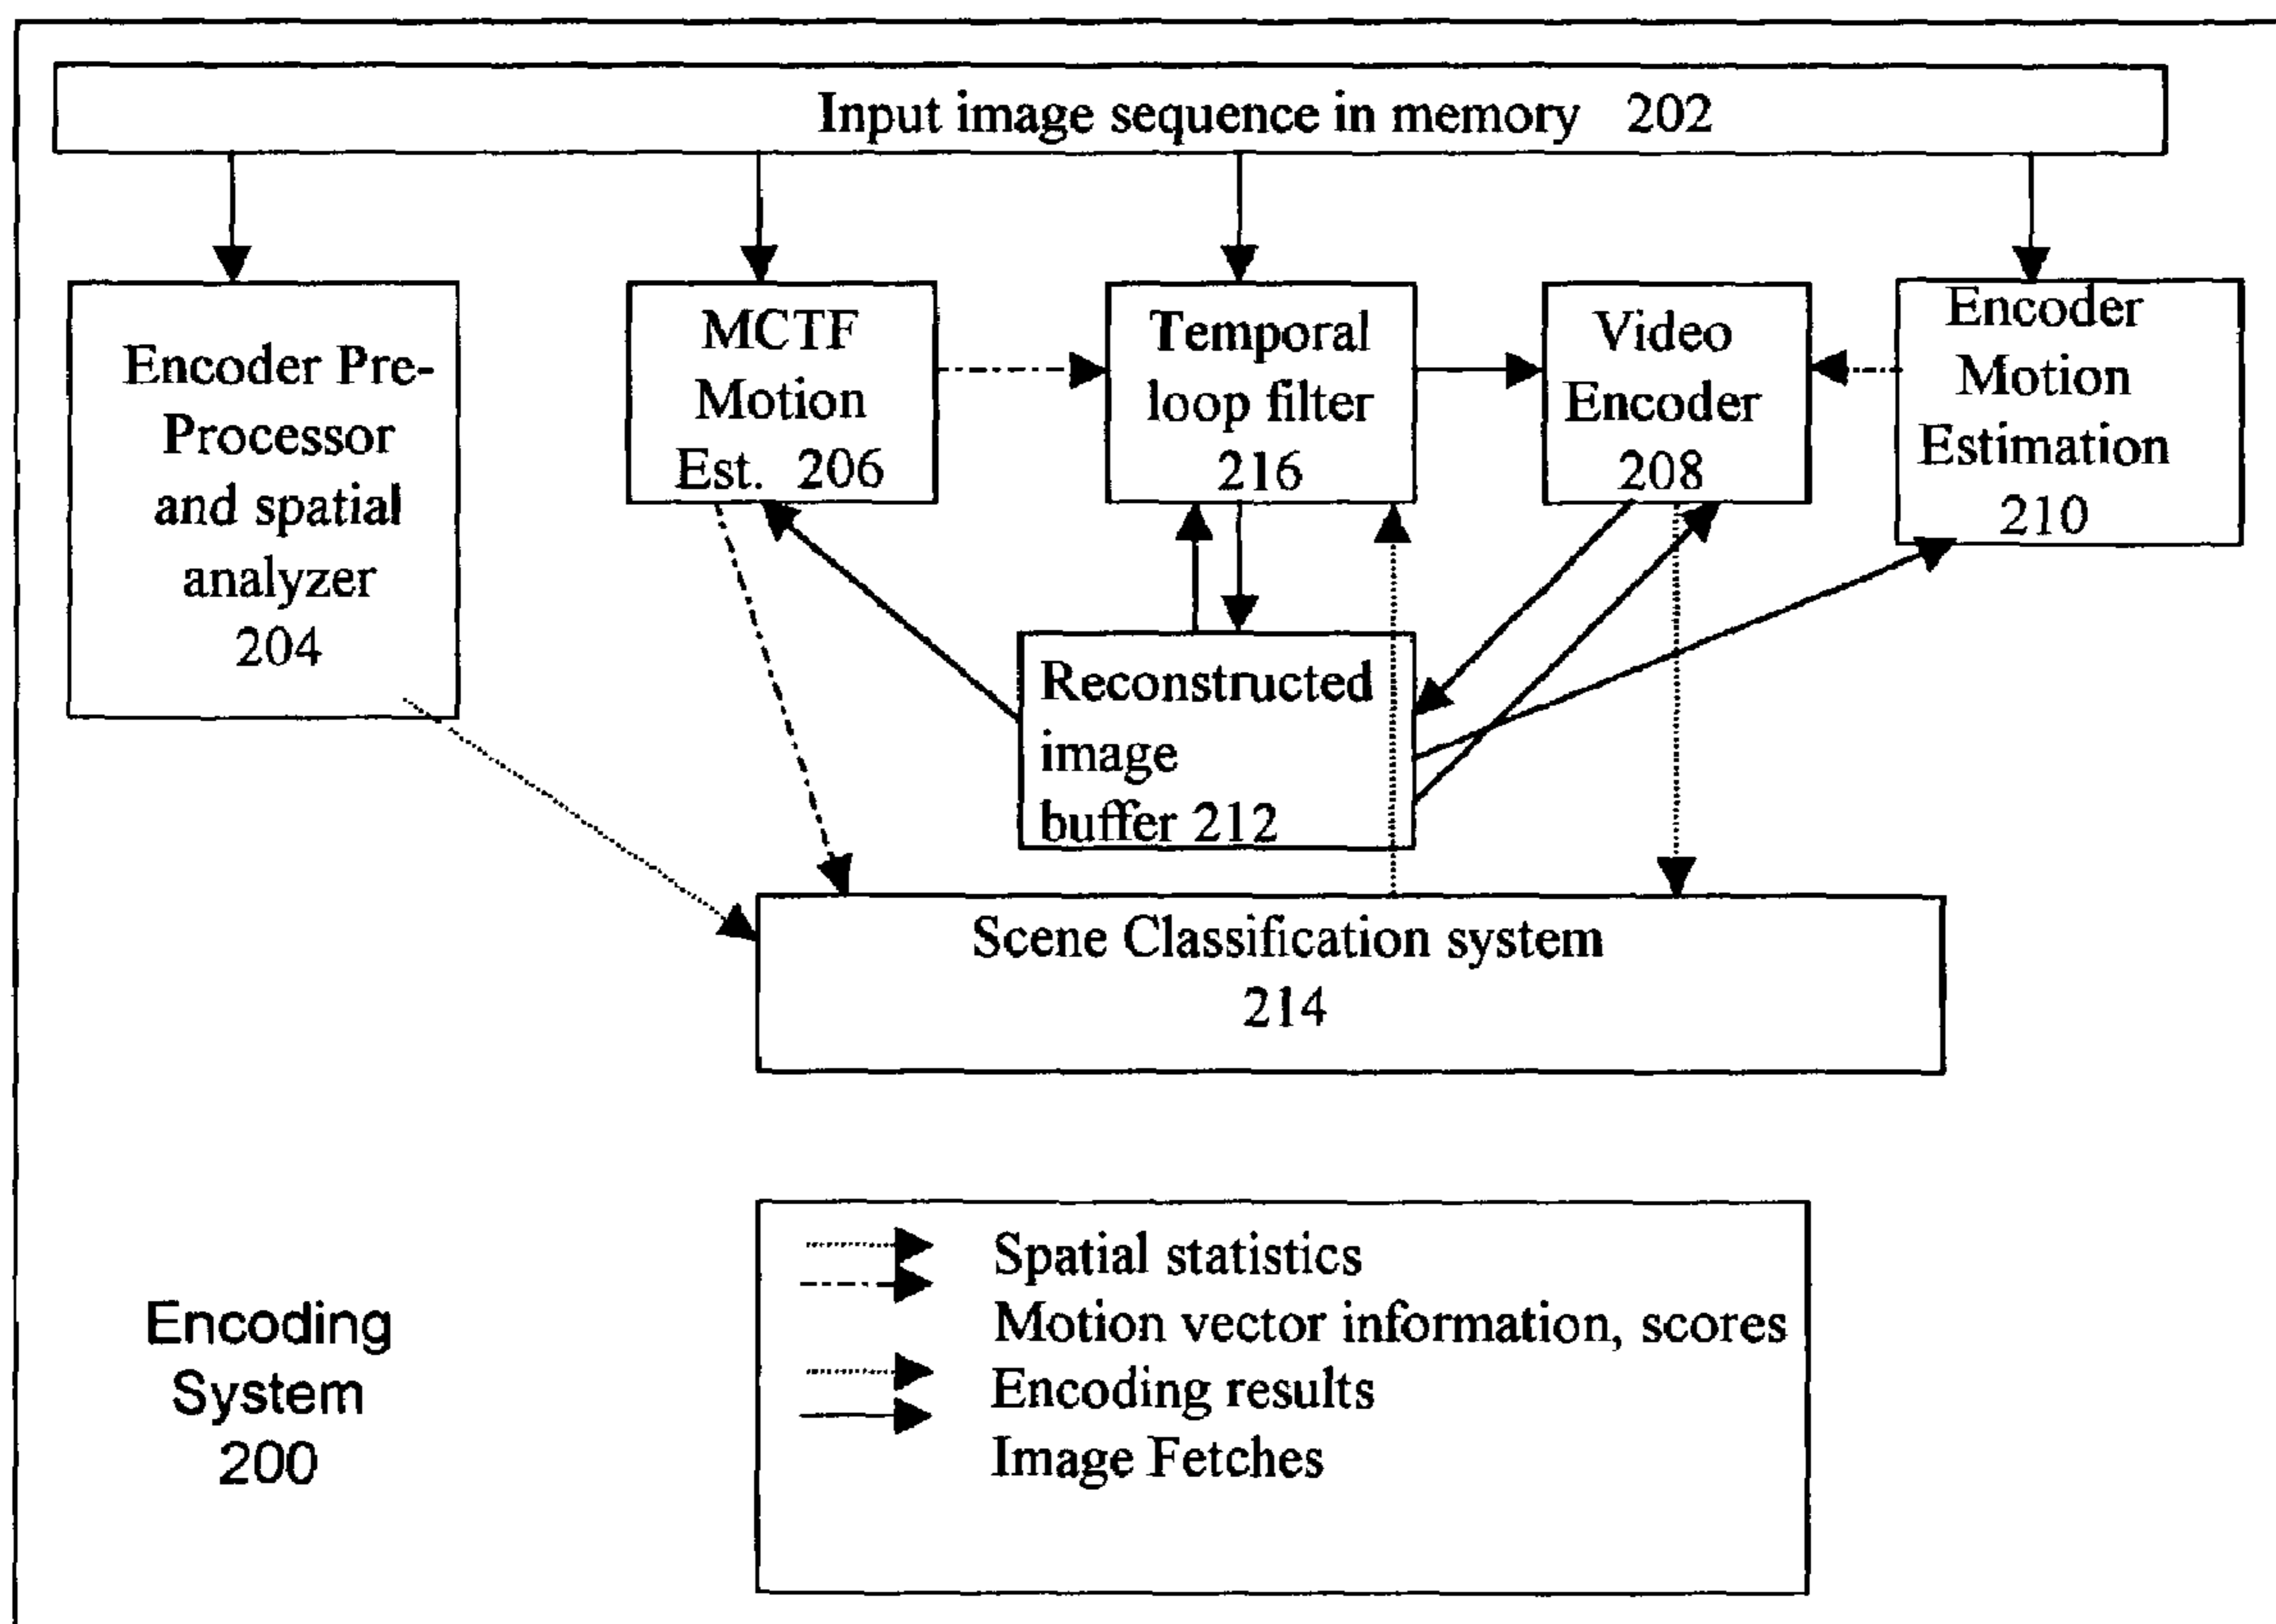 Input image sequence in memory 202
Encoder Pre-
Processor
and spatial
analyzer
204
MCTF
Motion
Est. 206
Temporal
loop filter
216
Video
Encoder
208
Encoder
Motion
Estimation
210
Reconstructed
image
buffer 212
Scene Classification system
214
Encoding
System
200
Spatial statistics
Motion vector information, scores
Encoding results
Image Fetches